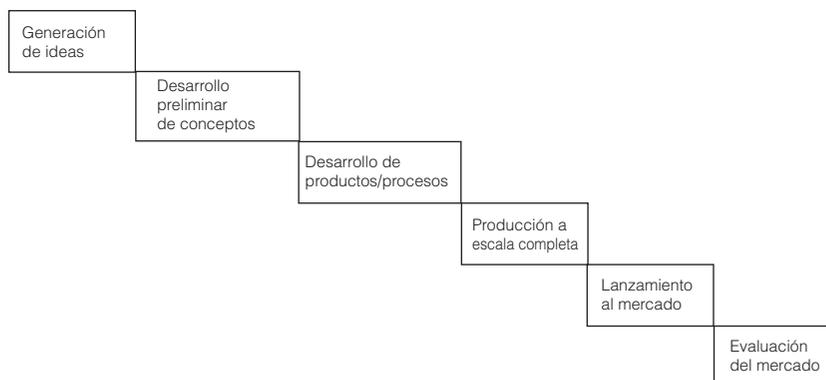 Generación
de ideas
Desarrollo
preliminar
de conceptos
Desarrollo de
productos/procesos
Producción a
escala completa
Lanzamiento
al mercado
Evaluación
del mercado